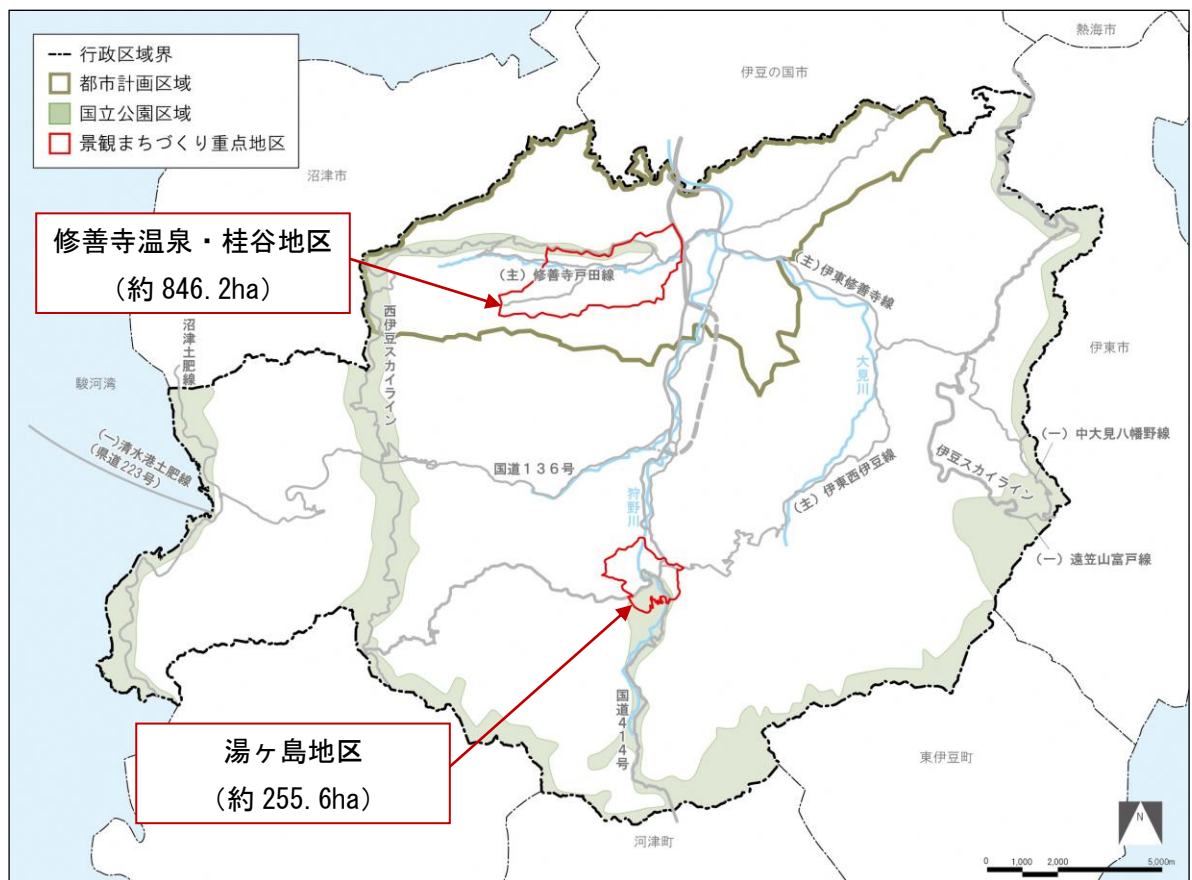 行政区域界
都市計画区域
国立公園区域
景観まちづくり重点地区
熱海市
伊豆の国市
沼津市
修善寺温泉・桂谷地区
（約 846.2ha）
（主）修善寺戸田線
（主）伊東修善寺線
沼津土肥線
西伊豆スカイライン
大見川
伊東市
駿河湾
（一）清水港土肥線
（県道223号）
国道136号
狩野川
（主）伊東西伊豆線
伊豆スカイライン
（一）中大見八幡野線
（一）遠笠山富戸線
湯ヶ島地区
（約 255.6ha）
国道414号
東伊豆町
河津町
N
0 1,000 2,000 5,000m